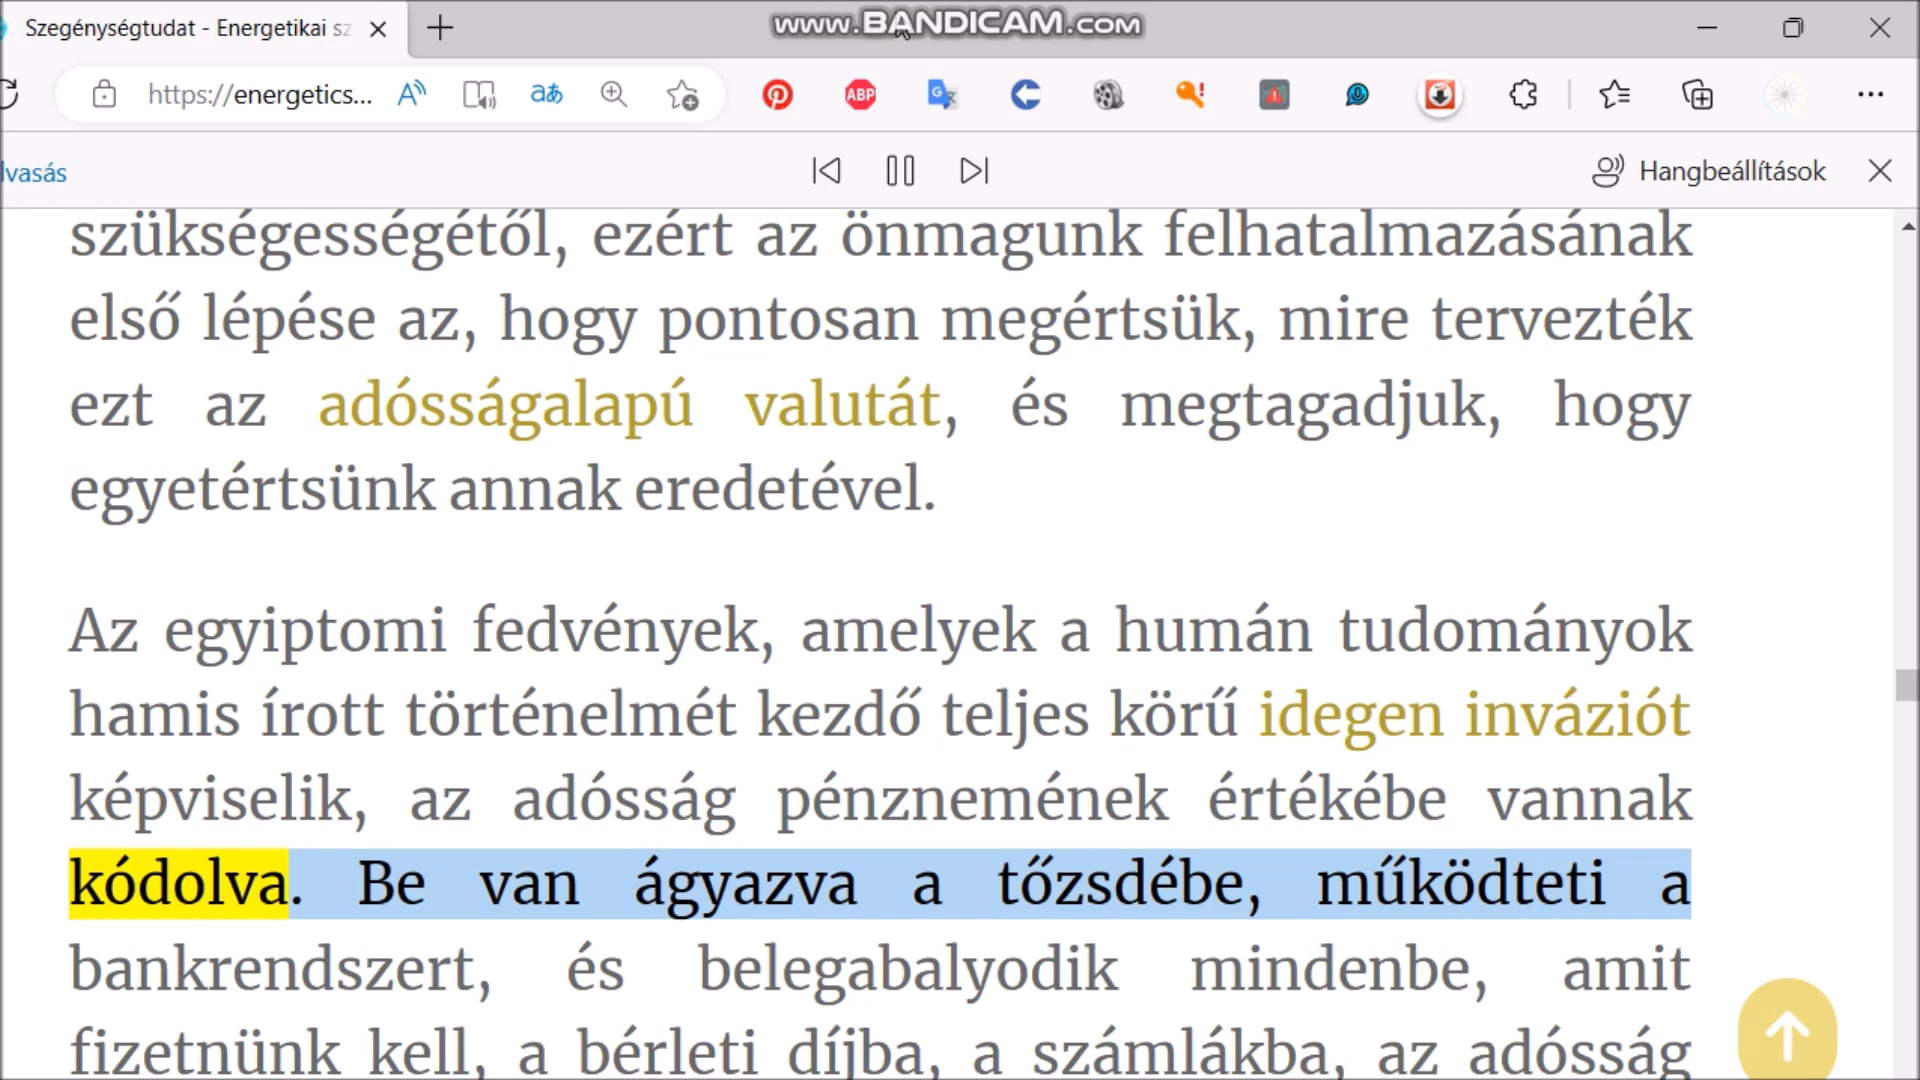 Szegénységtudat - Energetikai sz
www.BANDICAM.com
https://energetics...
aあ
ABP
lvasás
Hangbeállítások
szükségességétől, ezért az önmagunk felhatalmazásának
első lépése az, hogy pontosan megértsük, mire tervezték
ezt az adósságalapú valutát, és megtagadjuk, hogy
egyetértsünk annak eredetével.
Az egyiptomi fedvények, amelyek a humán tudományok
hamis írott történelmét kezdő teljes körű idegen inváziót
képviselik, az adósság pénznemének értékébe vannak
kódolva. Be van ágyazva a tőzsdébe, működteti a
bankrendszert, és belegabalyodik mindenbe, amit
fizetnünk kell, a bérleti díjba, a számlákba, az adósság